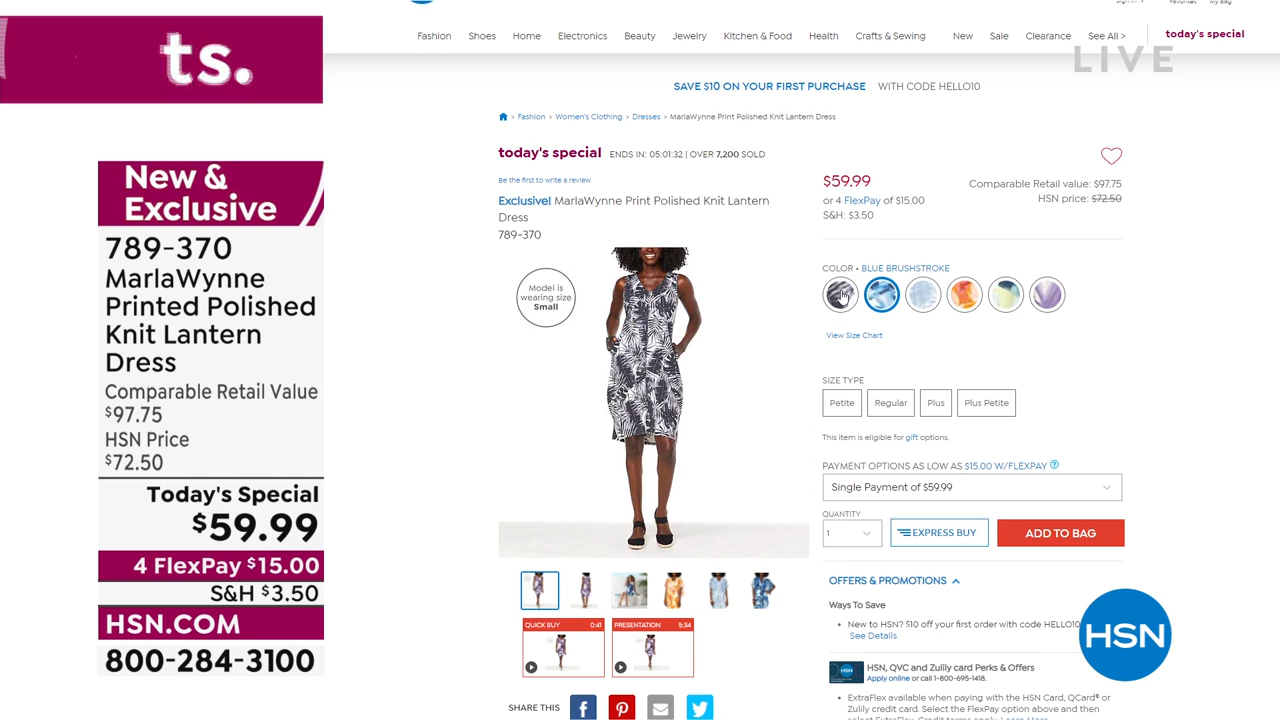 ts.
New &
Exclusive
789-370
MarlaWynne
Printed Polished
Knit Lantern
Dress
Comparable Retail Value
$97.75
HSN Price
$72.50
Today's Special
$59.99
4 FlexPay $15.00
S&H $3.50
HSN.COM
800-284-3100
Fashion Shoes Home Electronics Beauty Jewelry Kitchen & Food Health Crafts & Sewing New Sale Clearance See All > today's special
LIVE
SAVE $10 ON YOUR FIRST PURCHASE WITH CODE HELLO10
> Fashion > Women's Clothing > Dresses > MarlaWynne Print Polished Knit Lantern Dress
today's special ENDS IN: 05:01:32 | OVER 7,200 SOLD
Be the first to write a review
Exclusive! MarlaWynne Print Polished Knit Lantern
Dress
789-370
Model is
wearing size
Small
QUICK BUY 0:41
PRESENTATION 5:34
SHARE THIS
$59.99
or 4 FlexPay of $15.00
S&H: $3.50
Comparable Retail value: $97.75
HSN price: $72.50
COLOR • BLUE BRUSHSTROKE
View Size Chart
SIZE TYPE
Petite Regular Plus Plus Petite
This item is eligible for gift options.
PAYMENT OPTIONS AS LOW AS $15.00 W/FLEXPAY ?
Single Payment of $59.99
QUANTITY
1 EXPRESS BUY ADD TO BAG
OFFERS & PROMOTIONS
Ways To Save
• New to HSN? $10 off your first order with code HELLO10
See Details
HSN
HSN, QVC and Zulily card Perks & Offers
Apply online or call 1-800-695-1418.
• ExtraFlex available when paying with the HSN Card, QCard® or
Zulily credit card. Select the FlexPay option above and then
HSN